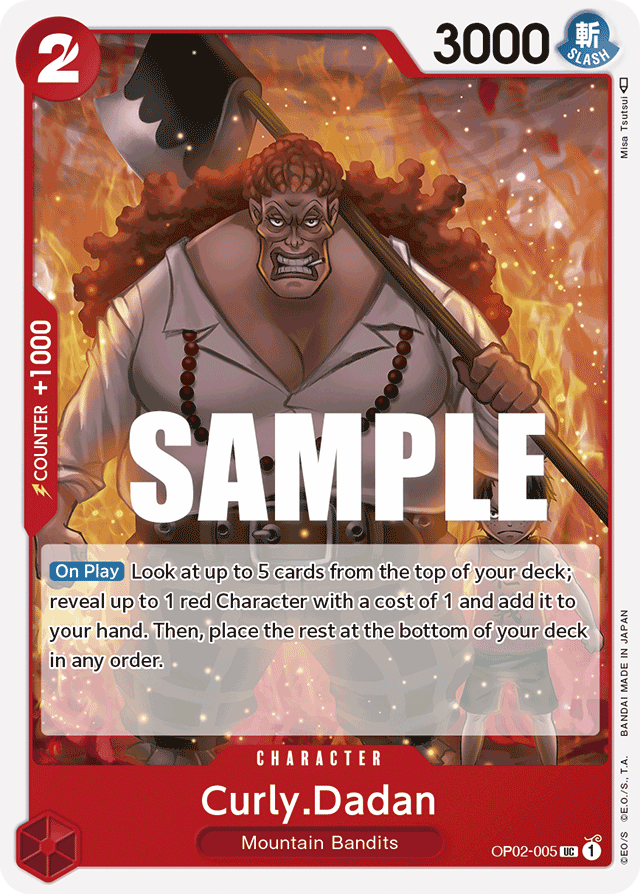 2
3000
斬
SLASH
Misa Tsutsui
COUNTER +1000
SAMPLE
On Play Look at up to 5 cards from the top of your deck;
reveal up to 1 red Character with a cost of 1 and add it to
your hand. Then, place the rest at the bottom of your deck
in any order.
CHARACTER
Curly.Dadan
Mountain Bandits
OP02-005 UC 1
©EO/S ©E.O./S., T.A. BANDAI MADE IN JAPAN